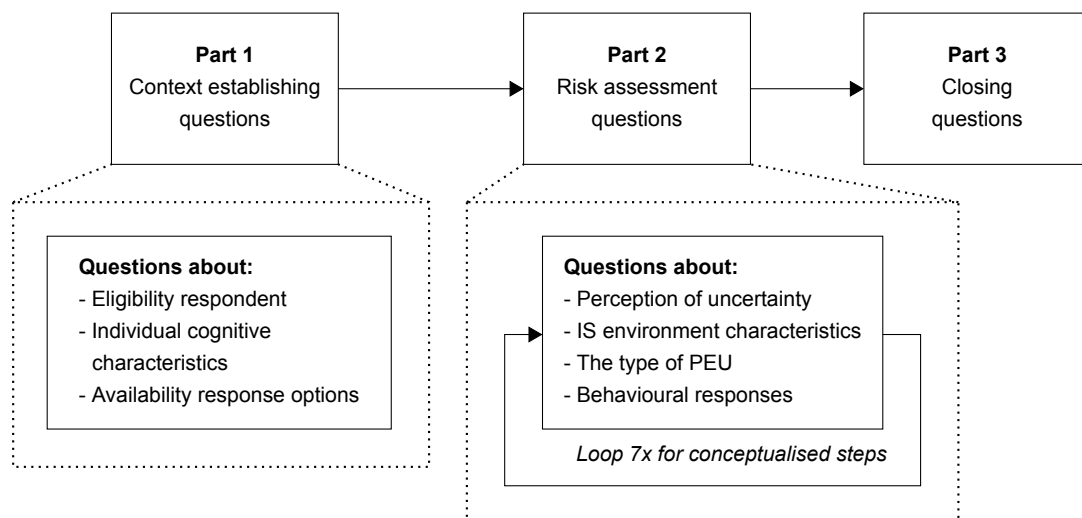 Part 1
Context establishing
questions
Part 2
Risk assessment
questions
Part 3
Closing
questions
Questions about:
- Eligibility respondent
- Individual cognitive
characteristics
- Availability response options
Questions about:
- Perception of uncertainty
- IS environment characteristics
- The type of PEU
- Behavioural responses
Loop 7x for conceptualised steps